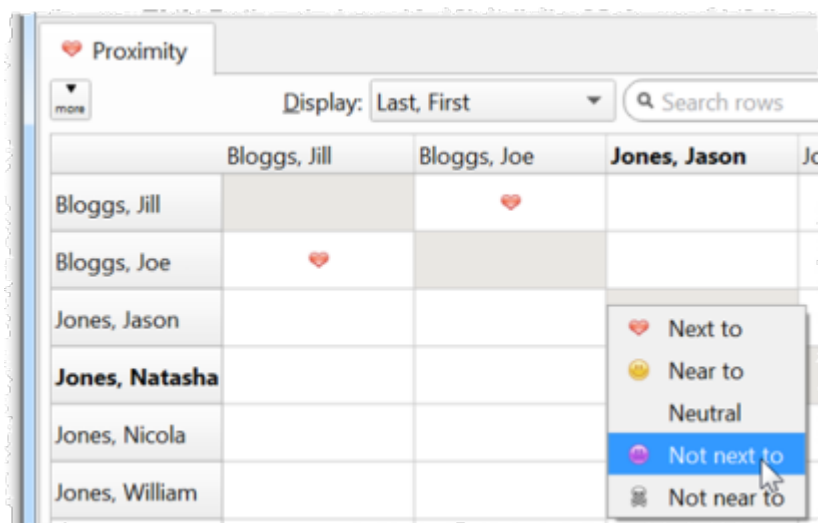 Proximity
more
Display: Last, First
Search rows
Bloggs, Jill Bloggs, Joe Jones, Jason
Bloggs, Jill
Bloggs, Joe
Jones, Jason
Jones, Natasha
Jones, Nicola
Jones, William
Next to
Near to
Neutral
Not next to
Not near to